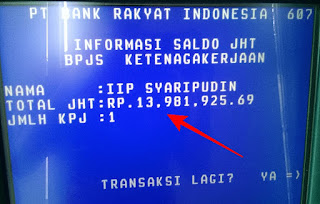 PT BANK RAKYAT INDONESIA 607
INFORMASI SALDO JHT
BPJS KETENAGAKERJAAN
NAMA :IIP SYARIPUDIN
TOTAL JHT:RP.13,981,925.69
JMLH KPJ :1
TRANSAKSI LAGI? YA =>